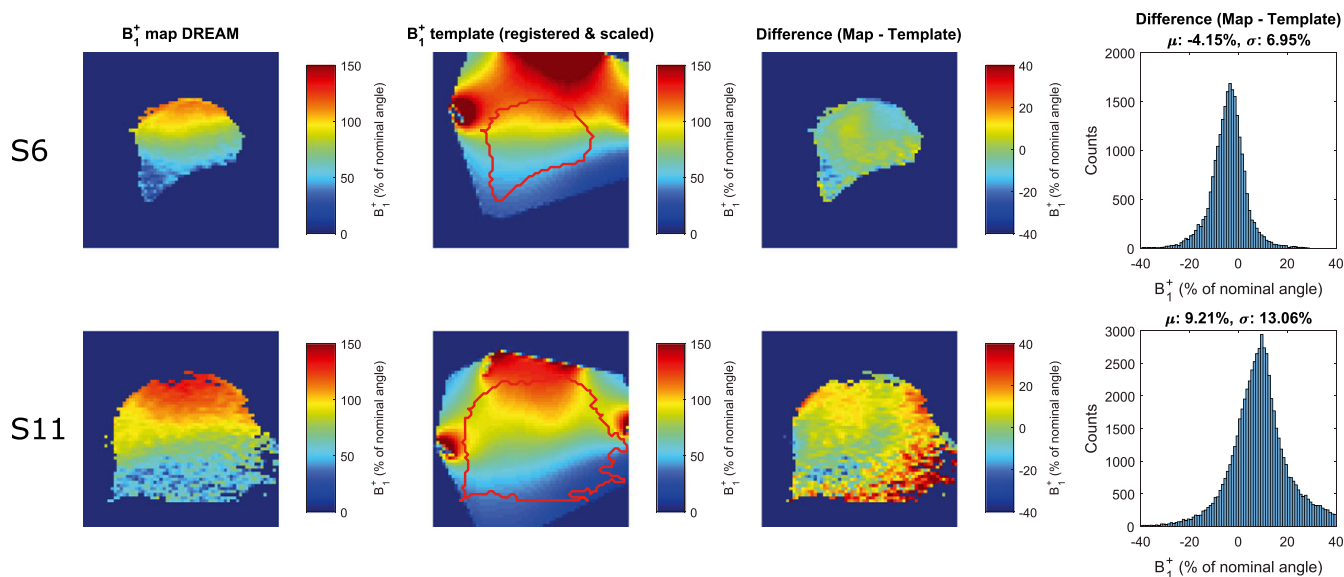 B₁⁺ map DREAM
B₁⁺ template (registered & scaled)
Difference (Map - Template)
Difference (Map - Template)
μ: -4.15%, σ: 6.95%
S6
150
100
50
0
B₁⁺ (% of nominal angle)
150
100
50
0
B₁⁺ (% of nominal angle)
40
20
0
-20
-40
B₁⁺ (% of nominal angle)
2000
1500
1000
500
0
Counts
-40 -20 0 20 40
B₁⁺ (% of nominal angle)
μ: 9.21%, σ: 13.06%
S11
150
100
50
0
B₁⁺ (% of nominal angle)
150
100
50
0
B₁⁺ (% of nominal angle)
40
20
0
-20
-40
B₁⁺ (% of nominal angle)
3000
2500
2000
1500
1000
500
0
Counts
-40 -20 0 20 40
B₁⁺ (% of nominal angle)